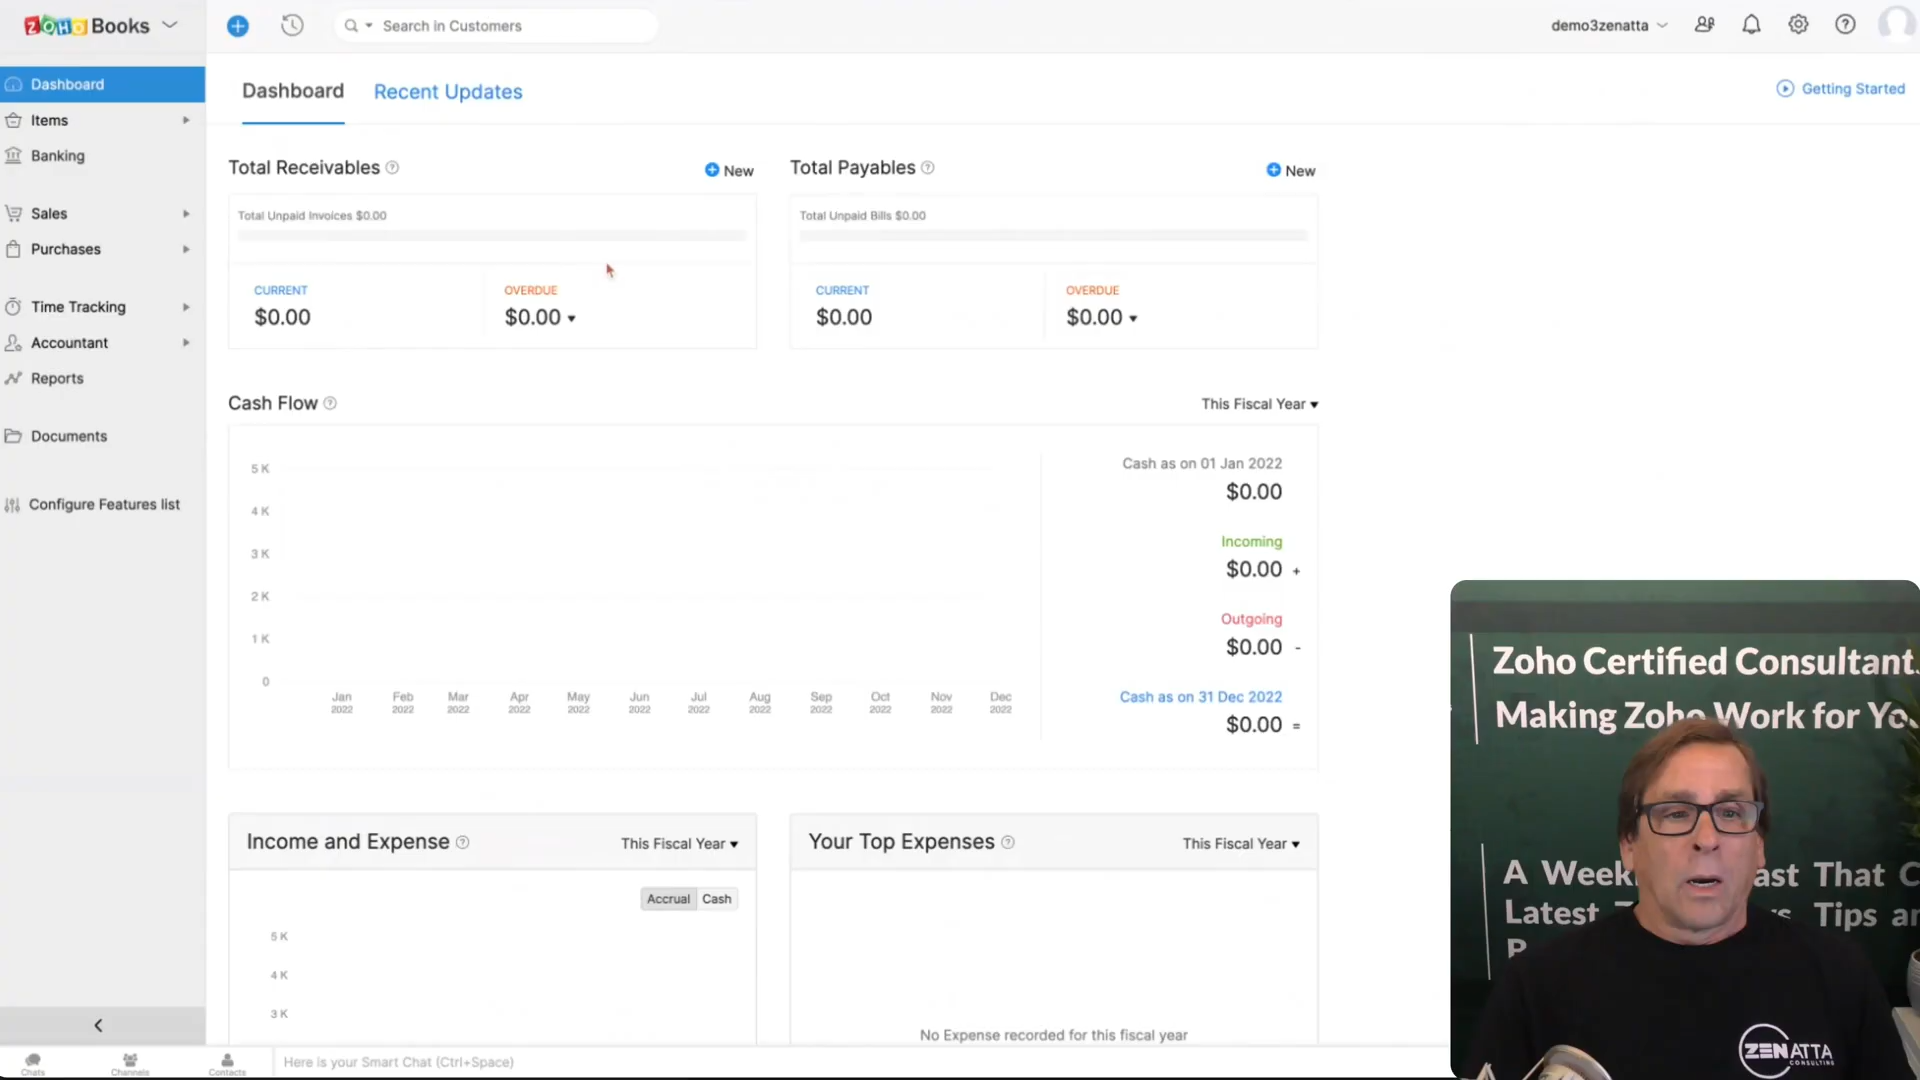 ZOHO Books
Search in Customers
demo3zenatta
Dashboard
Items
Banking
Sales
Purchases
Time Tracking
Accountant
Reports
Documents
Configure Features list
Dashboard
Recent Updates
Getting Started
Total Receivables
New
Total Unpaid Invoices $0.00
CURRENT
$0.00
OVERDUE
$0.00
Total Payables
New
Total Unpaid Bills $0.00
CURRENT
$0.00
OVERDUE
$0.00
Cash Flow
This Fiscal Year
5 K
4 K
3 K
2 K
1 K
0
Jan 2022
Feb 2022
Mar 2022
Apr 2022
May 2022
Jun 2022
Jul 2022
Aug 2022
Sep 2022
Oct 2022
Nov 2022
Dec 2022
Cash as on 01 Jan 2022
$0.00
Incoming
$0.00 +
Outgoing
$0.00 -
Cash as on 31 Dec 2022
$0.00 =
Income and Expense
This Fiscal Year
Accrual Cash
5 K
4 K
3 K
Your Top Expenses
This Fiscal Year
No Expense recorded for this fiscal year
Chats
Channels
Contacts
Here is your Smart Chat (Ctrl+Space)
Zoho Certified Consultant
Making Zoho Work for
A That
Latest Tips
ZENATTA
CONSULTING